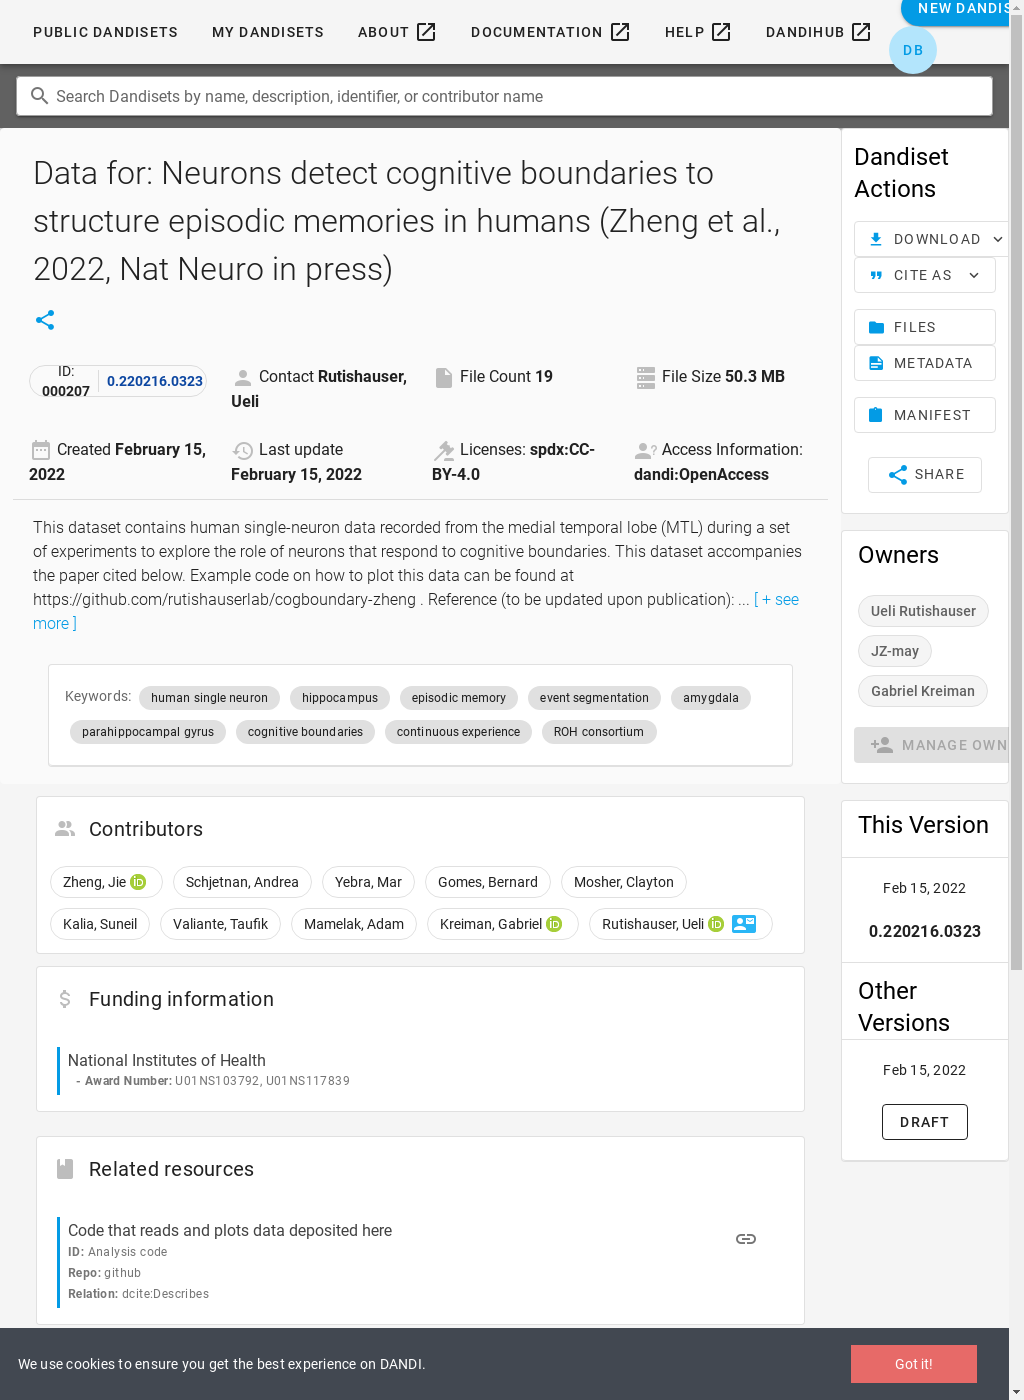 PUBLIC DANDISETS
MY DANDISETS
ABOUT
DOCUMENTATION
HELP
DANDIHUB
NEW DANDIS
DB
Search Dandisets by name, description, identifier, or contributor name
Data for: Neurons detect cognitive boundaries to
structure episodic memories in humans (Zheng et al.,
2022, Nat Neuro in press)
ID:
000207
0.220216.0323
Contact Rutishauser,
Ueli
File Count 19
File Size 50.3 MB
Created February 15,
2022
Last update
February 15, 2022
Licenses: spdx:CC-
BY-4.0
Access Information:
dandi:OpenAccess
This dataset contains human single-neuron data recorded from the medial temporal lobe (MTL) during a set
of experiments to explore the role of neurons that respond to cognitive boundaries. This dataset accompanies
the paper cited below. Example code on how to plot this data can be found at
https://github.com/rutishauserlab/cogboundary-zheng . Reference (to be updated upon publication): ... [ + see
more ]
Keywords: human single neuron hippocampus episodic memory event segmentation amygdala
parahippocampal gyrus cognitive boundaries continuous experience ROH consortium
Contributors
Zheng, Jie iD Schjetnan, Andrea Yebra, Mar Gomes, Bernard Mosher, Clayton
Kalia, Suneil Valiante, Taufik Mamelak, Adam Kreiman, Gabriel iD Rutishauser, Ueli iD
Funding information
National Institutes of Health
- Award Number: U01NS103792, U01NS117839
Related resources
Code that reads and plots data deposited here
ID: Analysis code
Repo: github
Relation: dcite:Describes
Dandiset
Actions
DOWNLOAD
CITE AS
FILES
METADATA
MANIFEST
SHARE
Owners
Ueli Rutishauser
JZ-may
Gabriel Kreiman
MANAGE OWN
This Version
Feb 15, 2022
0.220216.0323
Other
Versions
Feb 15, 2022
DRAFT
We use cookies to ensure you get the best experience on DANDI.
Got it!